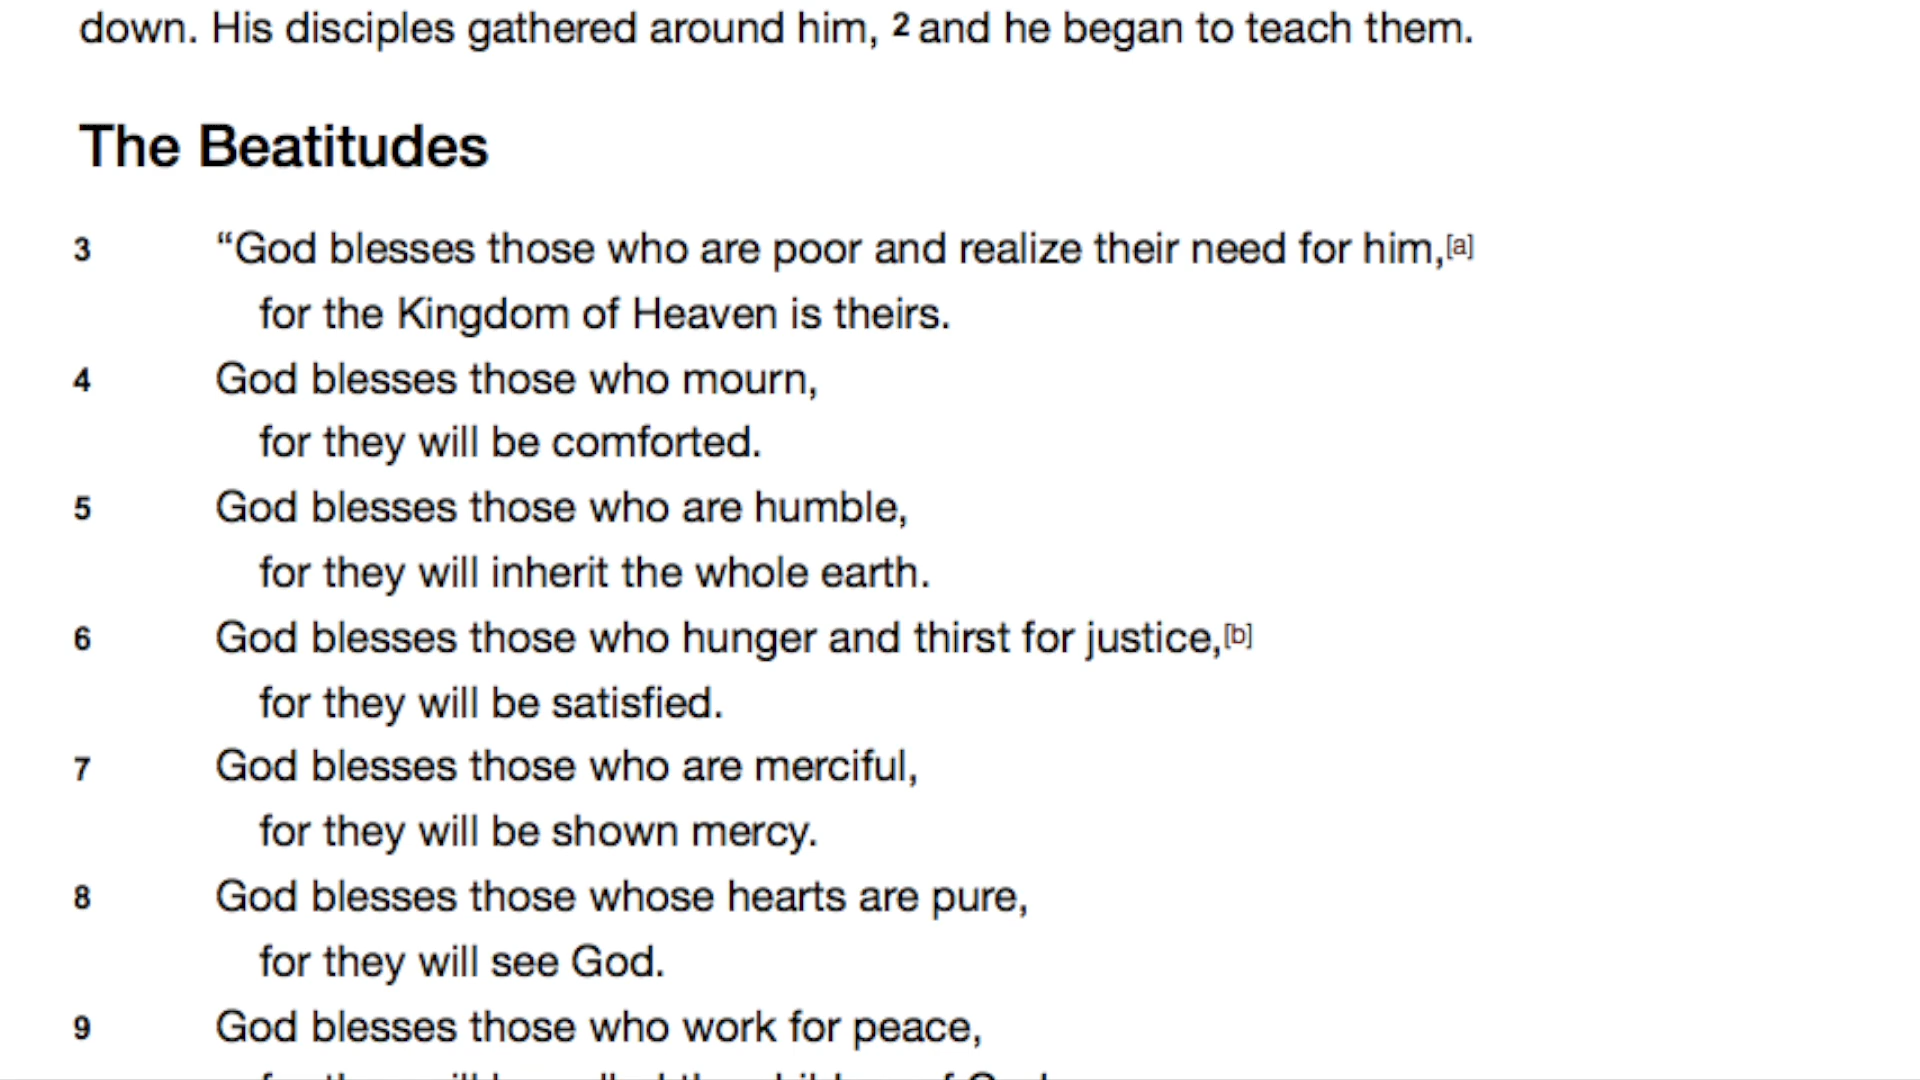 down. His disciples gathered around him, 2 and he began to teach them.
The Beatitudes
3 “God blesses those who are poor and realize their need for him,[a]
for the Kingdom of Heaven is theirs.
4 God blesses those who mourn,
for they will be comforted.
5 God blesses those who are humble,
for they will inherit the whole earth.
6 God blesses those who hunger and thirst for justice,[b]
for they will be satisfied.
7 God blesses those who are merciful,
for they will be shown mercy.
8 God blesses those whose hearts are pure,
for they will see God.
9 God blesses those who work for peace,